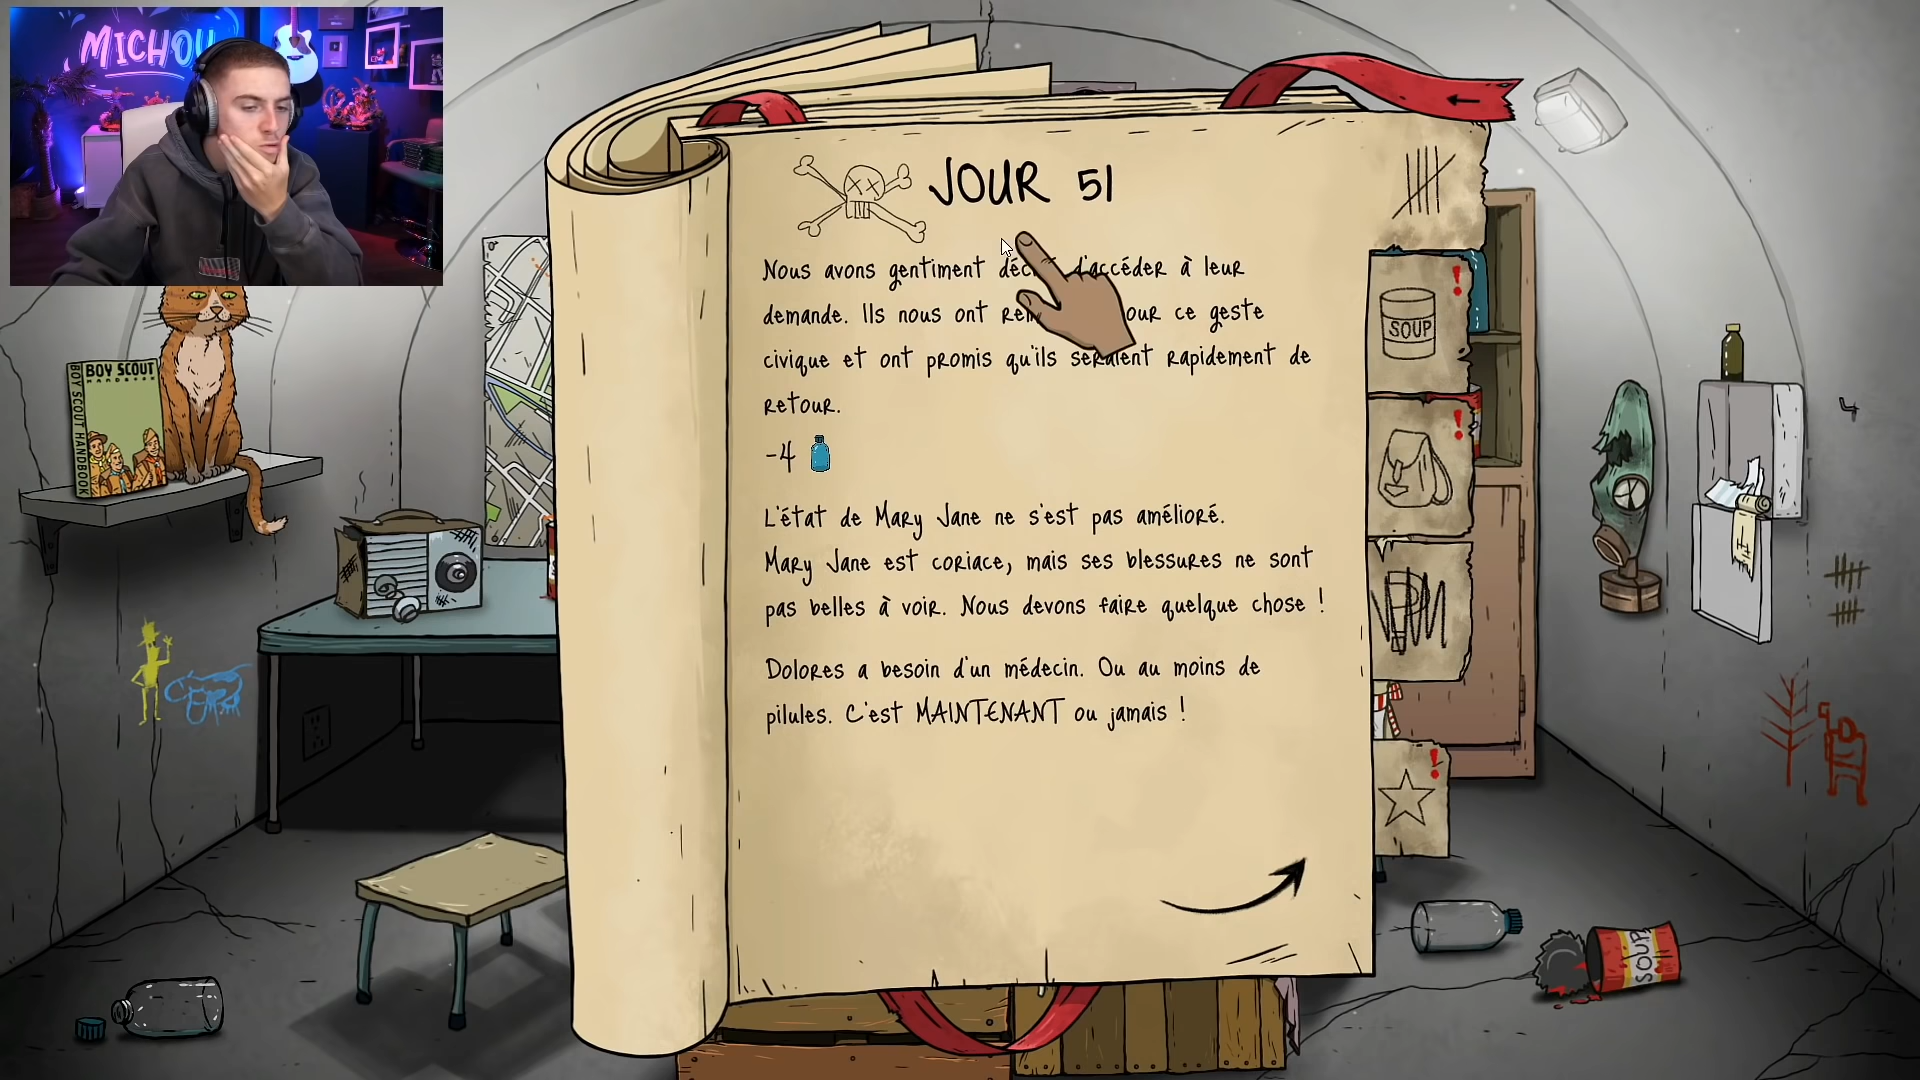 MICHOU
JOUR 51
Nous avons gentiment d'accéder à leur
demande. Ils nous ont ce geste
civique et ont promis qu'ils seraient rapidement de
retour.
-4
L'état de Mary Jane ne s'est pas amélioré.
Mary Jane est coriace, mais ses blessures ne sont
pas belles à voir. Nous devons faire quelque chose !
Dolores a besoin d'un médecin. Ou au moins de
pilules. C'est MAINTENANT ou jamais !
SOUP
BOY SCOUT
HANDBOOK
BOY SCOUT HANDBOOK
SOUP